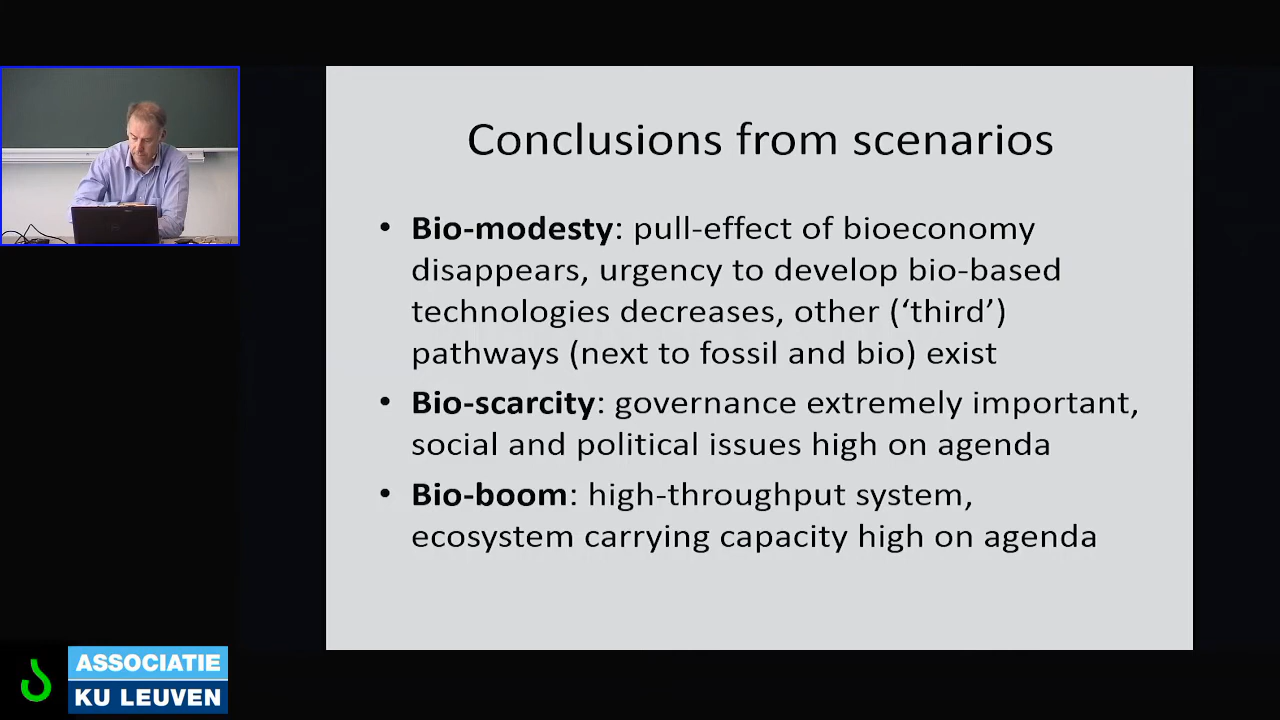 Conclusions from scenarios
• Bio-modesty: pull-effect of bioeconomy
disappears, urgency to develop bio-based
technologies decreases, other (‘third’)
pathways (next to fossil and bio) exist
• Bio-scarcity: governance extremely important,
social and political issues high on agenda
• Bio-boom: high-throughput system,
ecosystem carrying capacity high on agenda
ASSOCIATIE
KU LEUVEN